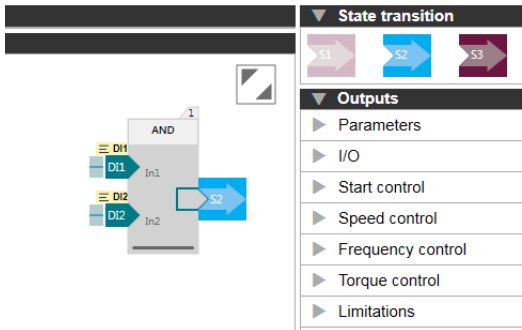 State transition
S1
S2
S3
Outputs
Parameters
I/O
Start control
Speed control
Frequency control
Torque control
Limitations
1
AND
DI1
DI1
In1
DI2
DI2
In2
S2